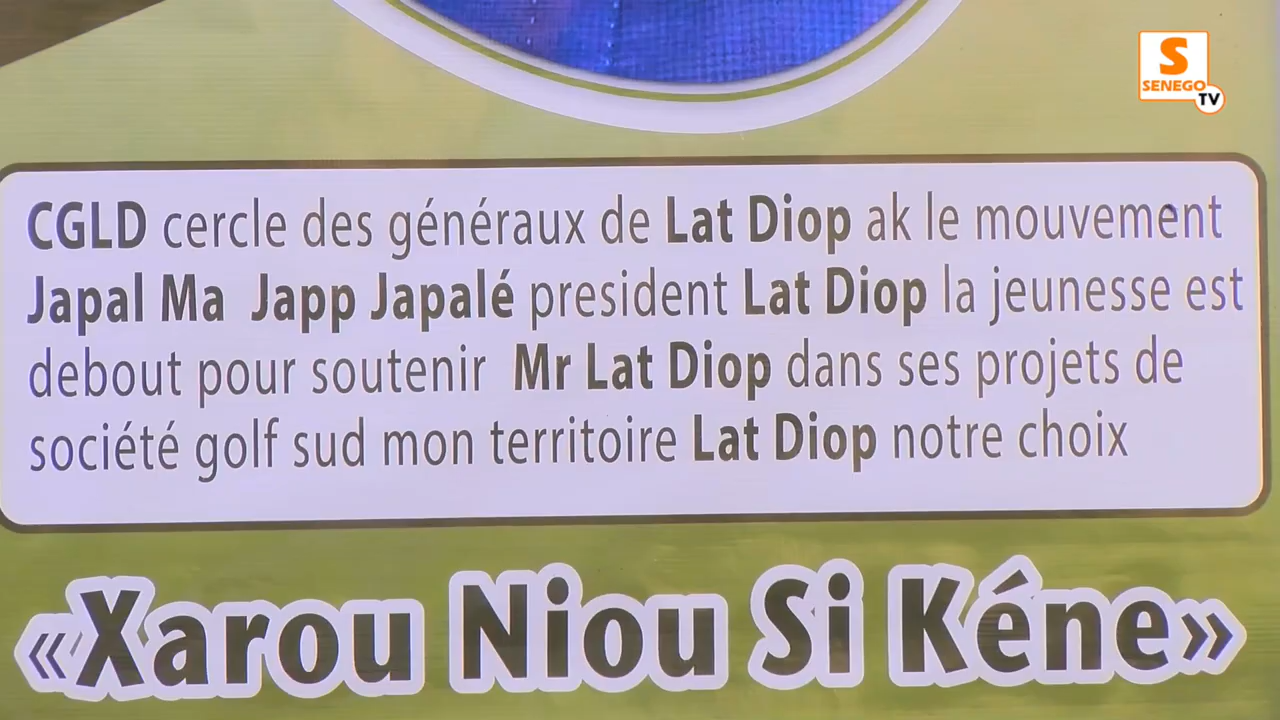 S
SENEGO
TV
CGLD cercle des généraux de Lat Diop ak le mouvement
Japal Ma Japp Japalé president Lat Diop la jeunesse est
debout pour soutenir Mr Lat Diop dans ses projets de
société golf sud mon territoire Lat Diop notre choix
«Xarou Niou Si Kéne»